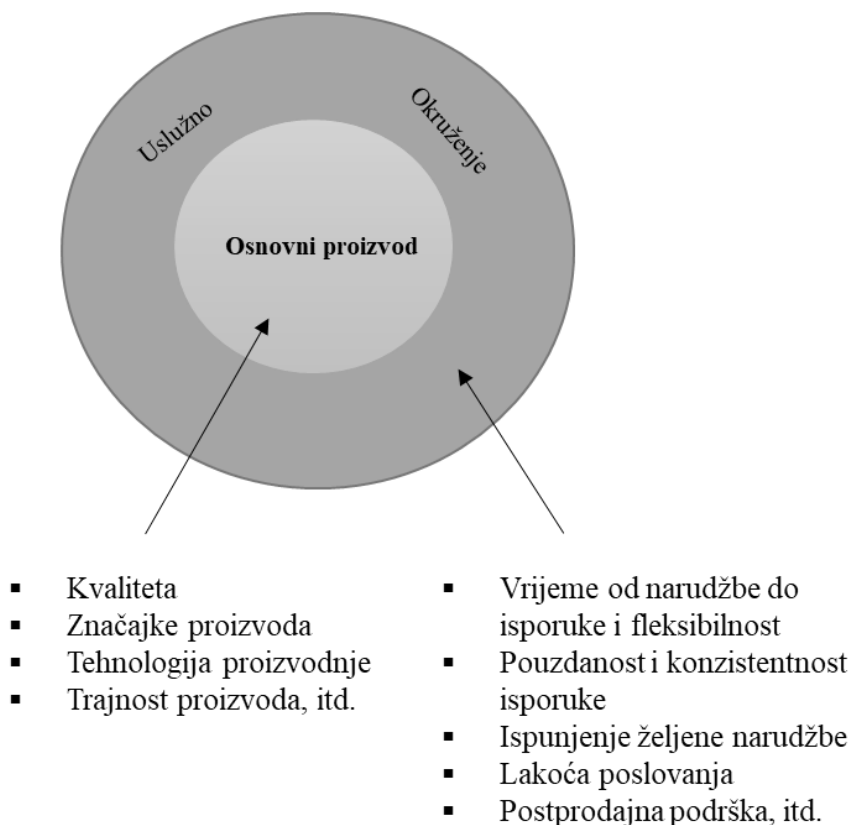 Uslužno
Okruženje
Osnovni proizvod
▪ Kvaliteta
▪ Značajke proizvoda
▪ Tehnologija proizvodnje
▪ Trajnost proizvoda, itd.
▪ Vrijeme od narudžbe do
isporuke i fleksibilnost
▪ Pouzdanost i konzistentnost
isporuke
▪ Ispunjenje željene narudžbe
▪ Lakoća poslovanja
▪ Postprodajna podrška, itd.